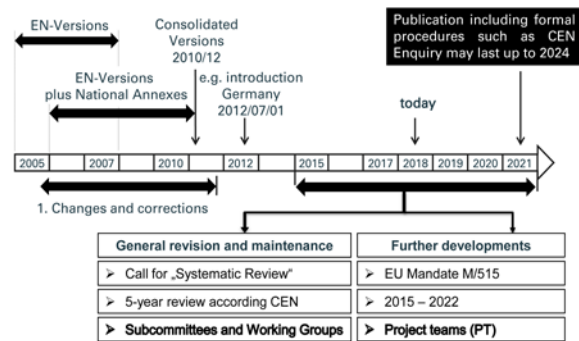 EN-Versions
Consolidated
Versions
2010/12
Publication including formal
procedures such as CEN
Enquiry may last up to 2024
EN-Versions
plus National Annexes
e.g. introduction
Germany
2012/07/01
today
2005 2007 2010 2012 2015 2017 2018 2019 2020 2021
1. Changes and corrections
General revision and maintenance
Call for „Systematic Review“
5-year review according CEN
Subcommittees and Working Groups
Further developments
EU Mandate M/515
2015 – 2022
Project teams (PT)